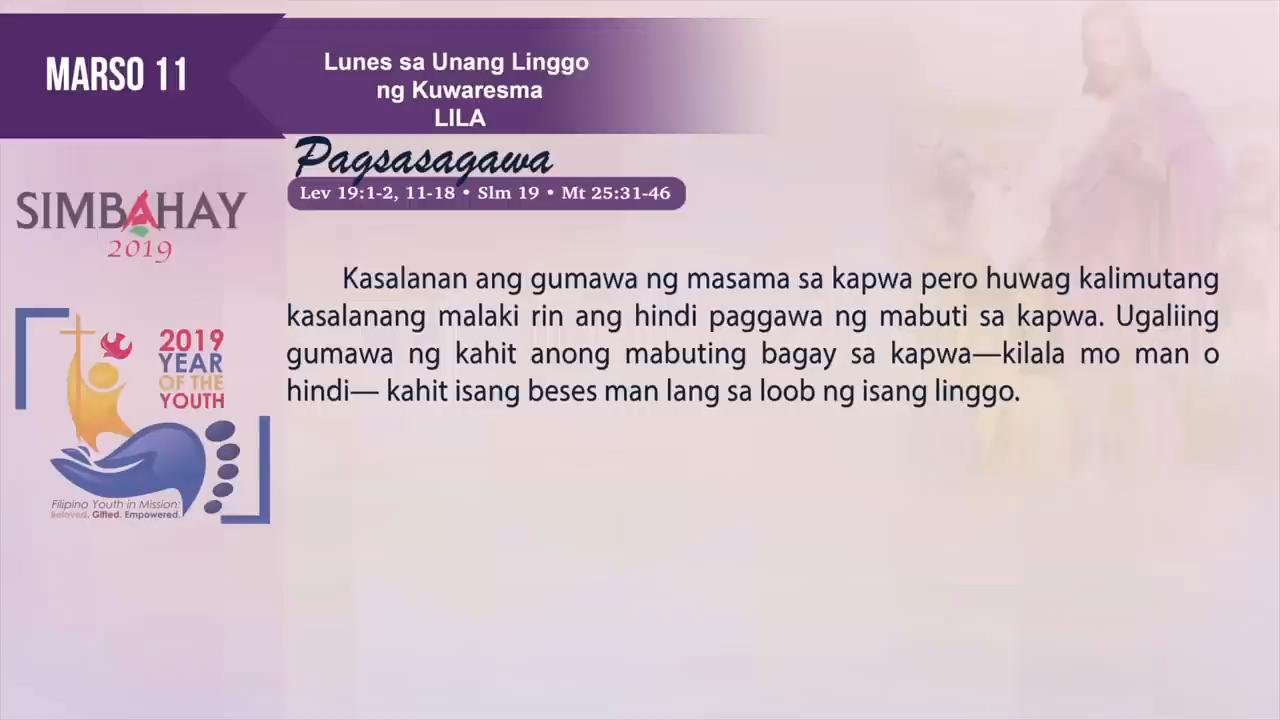 MARSO 11
Lunes sa Unang Linggo
ng Kuwaresma
LILA
Pagsasagawa
Lev 19:1-2, 11-18 • Slm 19 • Mt 25:31-46
SIMBAHAY
2019
Kasalanan ang gumawa ng masama sa kapwa pero huwag kalimutang
kasalanang malaki rin ang hindi paggawa ng mabuti sa kapwa. Ugaliing
gumawa ng kahit anong mabuting bagay sa kapwa—kilala mo man o
hindi— kahit isang beses man lang sa loob ng isang linggo.
2019
YEAR
OF THE
YOUTH
Filipino Youth in Mission:
Beloved. Gifted. Empowered.